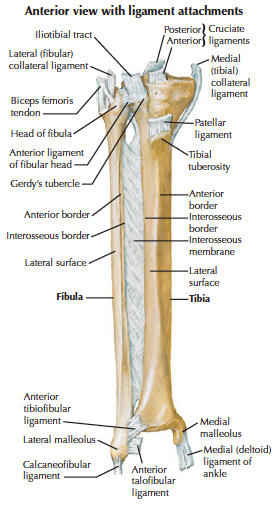 Anterior view with ligament attachments
Iliotibial tract
Posterior
Anterior
Cruciate
ligaments
Lateral (fibular)
collateral ligament
Medial
(tibial)
collateral
ligament
Biceps femoris
tendon
Head of fibula
Patellar
ligament
Anterior ligament
of fibular head
Tibial
tuberosity
Gerdy's tubercle
Anterior
border
Anterior border
Interosseous
border
Interosseous border
Interosseous
membrane
Lateral surface
Lateral
surface
Fibula
Tibia
Anterior
tibiofibular
ligament
Medial
malleolus
Lateral malleolus
Medial (deltoid)
ligament of
ankle
Calcaneofibular
ligament
Anterior
talofibular
ligament